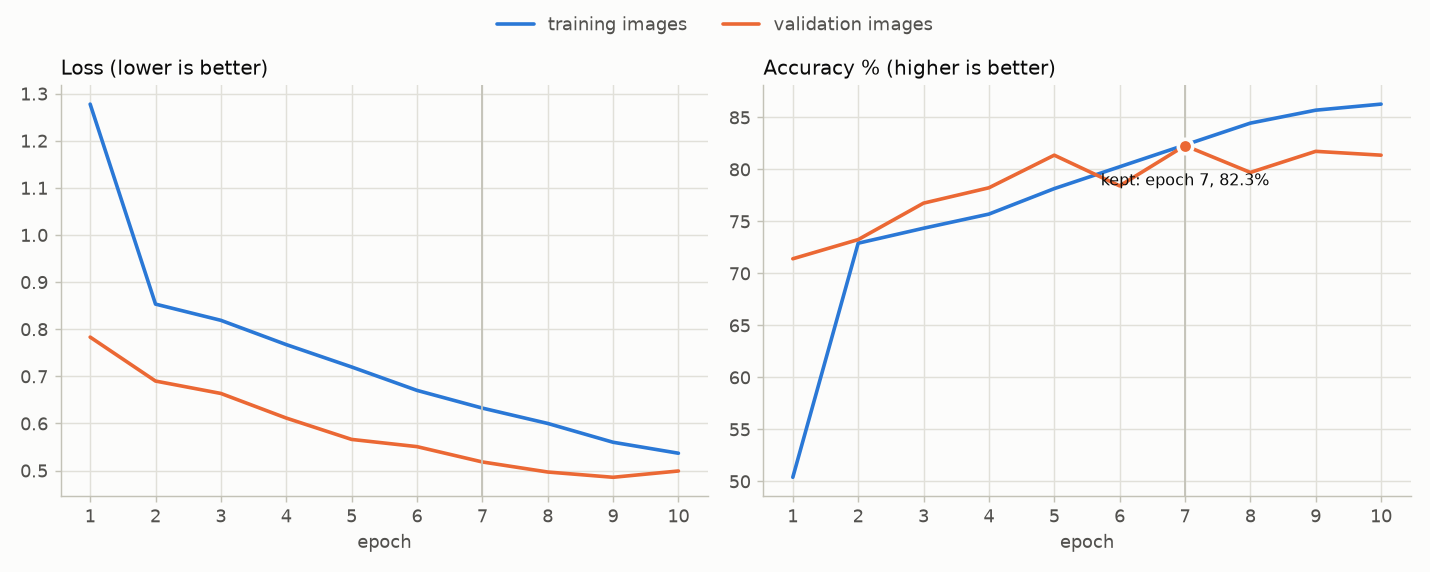 training images
validation images
Loss (lower is better)
1.3
1.2
1.1
1.0
0.9
0.8
0.7
0.6
0.5
1 2 3 4 5 6 7 8 9 10
epoch
Accuracy % (higher is better)
85
80
75
70
65
60
55
50
kept: epoch 7, 82.3%
1 2 3 4 5 6 7 8 9 10
epoch